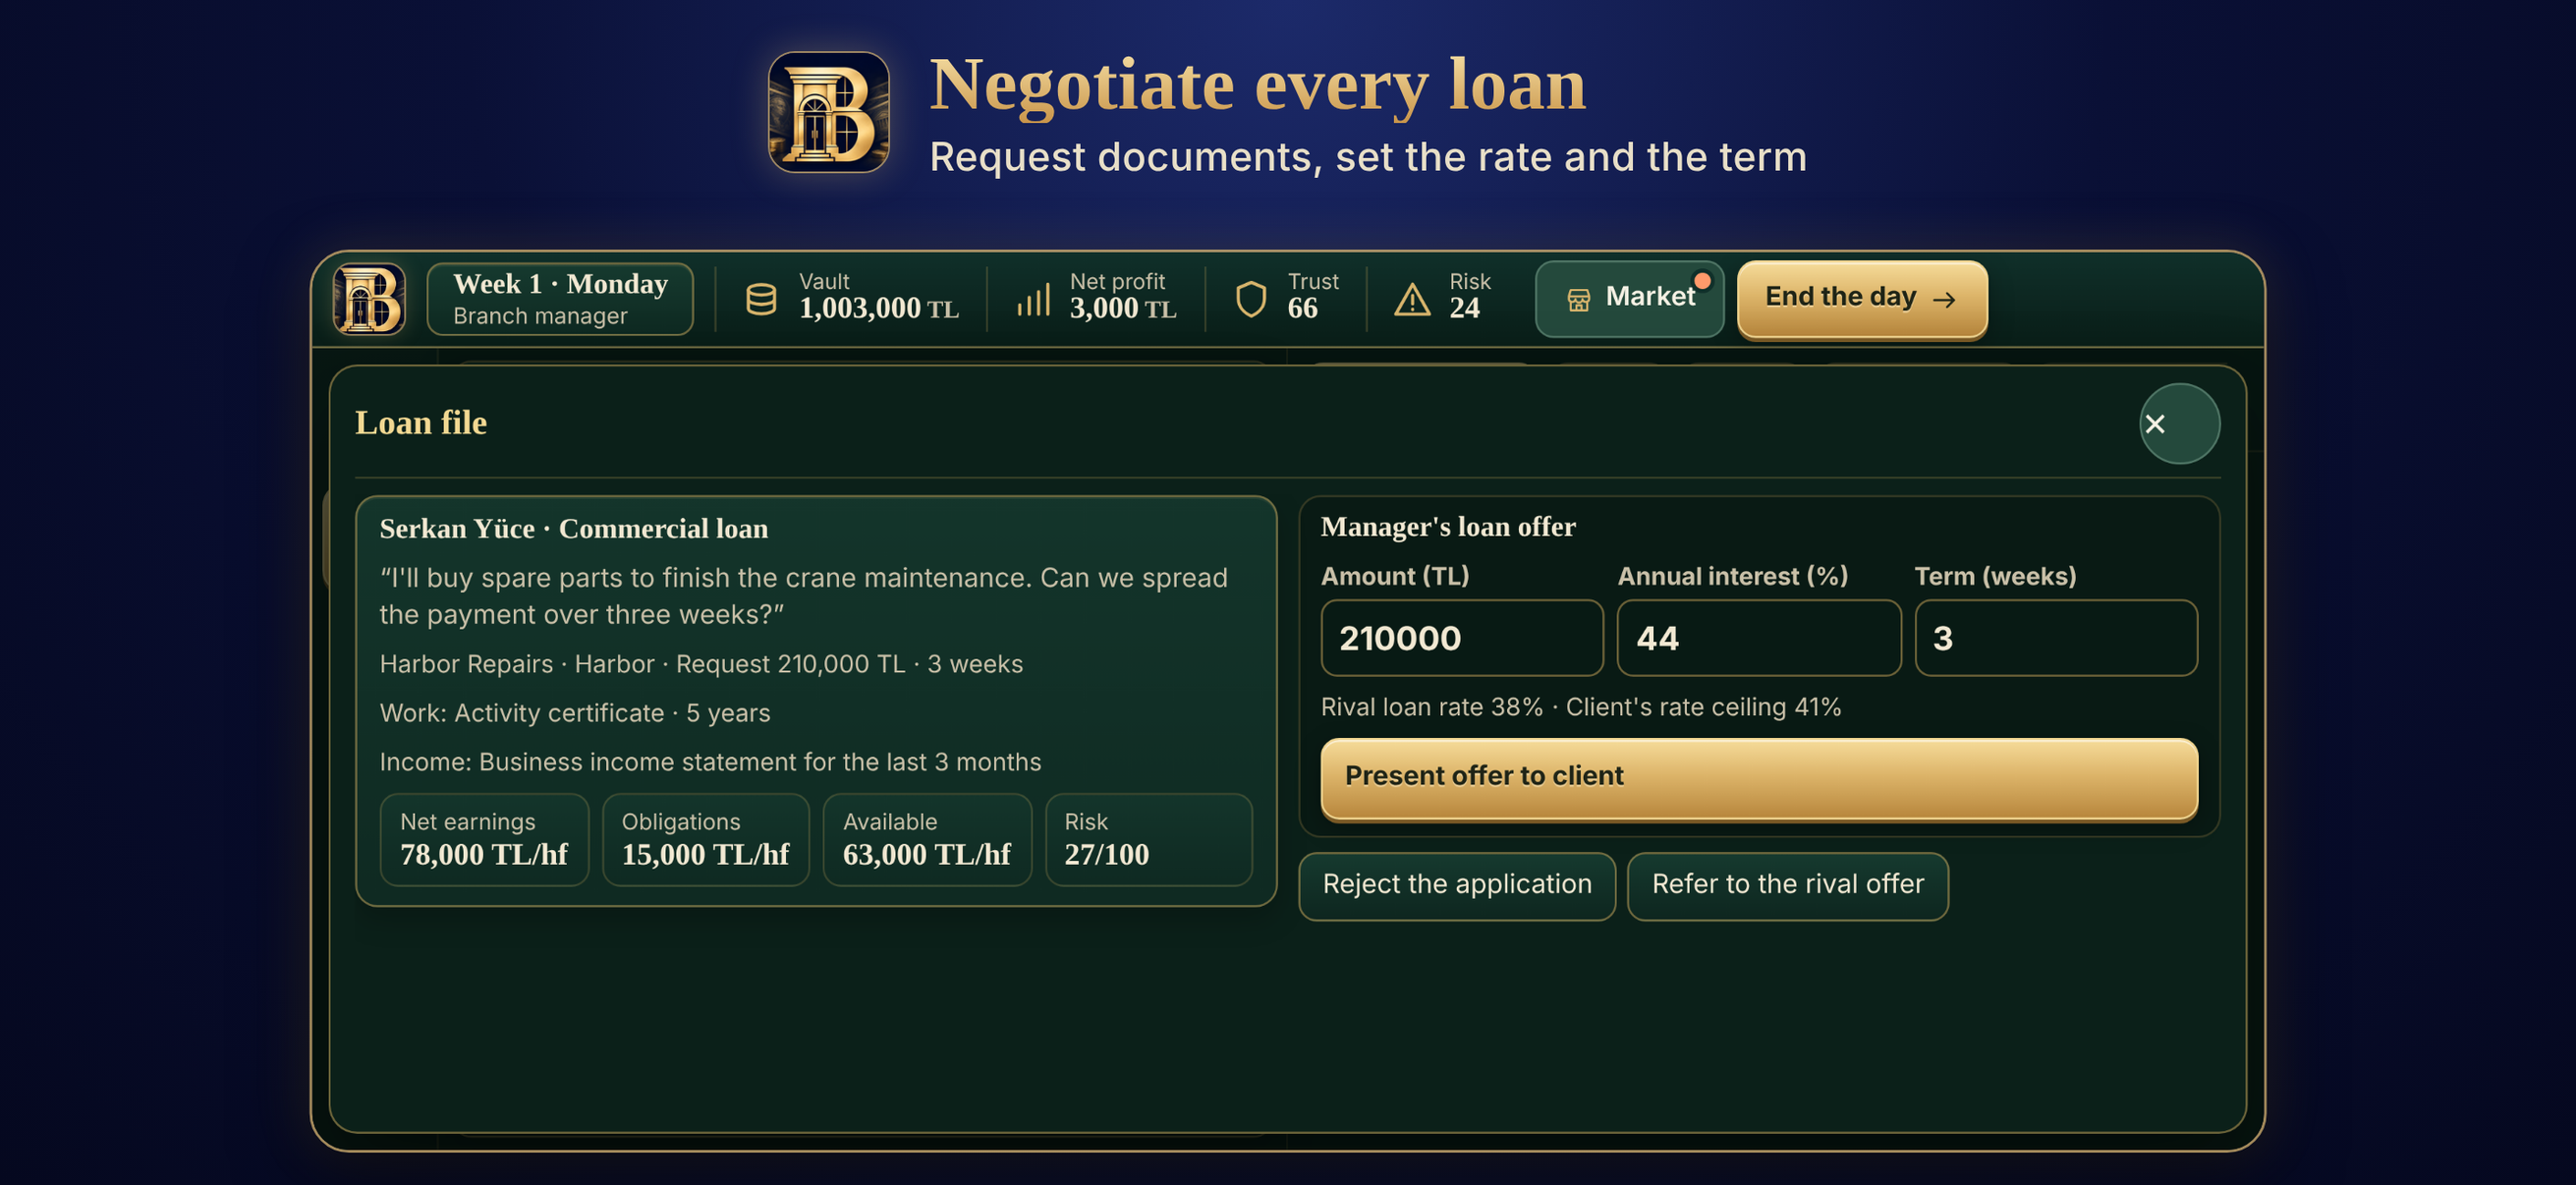 Negotiate every loan
Request documents, set the rate and the term
Week 1 · Monday
Branch manager
Vault
1,003,000 TL
Net profit
3,000 TL
Trust
66
Risk
24
Market
End the day →
Loan file
×
Serkan Yüce · Commercial loan
“I'll buy spare parts to finish the crane maintenance. Can we spread
the payment over three weeks?”
Harbor Repairs · Harbor · Request 210,000 TL · 3 weeks
Work: Activity certificate · 5 years
Income: Business income statement for the last 3 months
Net earnings
78,000 TL/hf
Obligations
15,000 TL/hf
Available
63,000 TL/hf
Risk
27/100
Manager's loan offer
Amount (TL)
210000
Annual interest (%)
44
Term (weeks)
3
Rival loan rate 38% · Client's rate ceiling 41%
Present offer to client
Reject the application
Refer to the rival offer